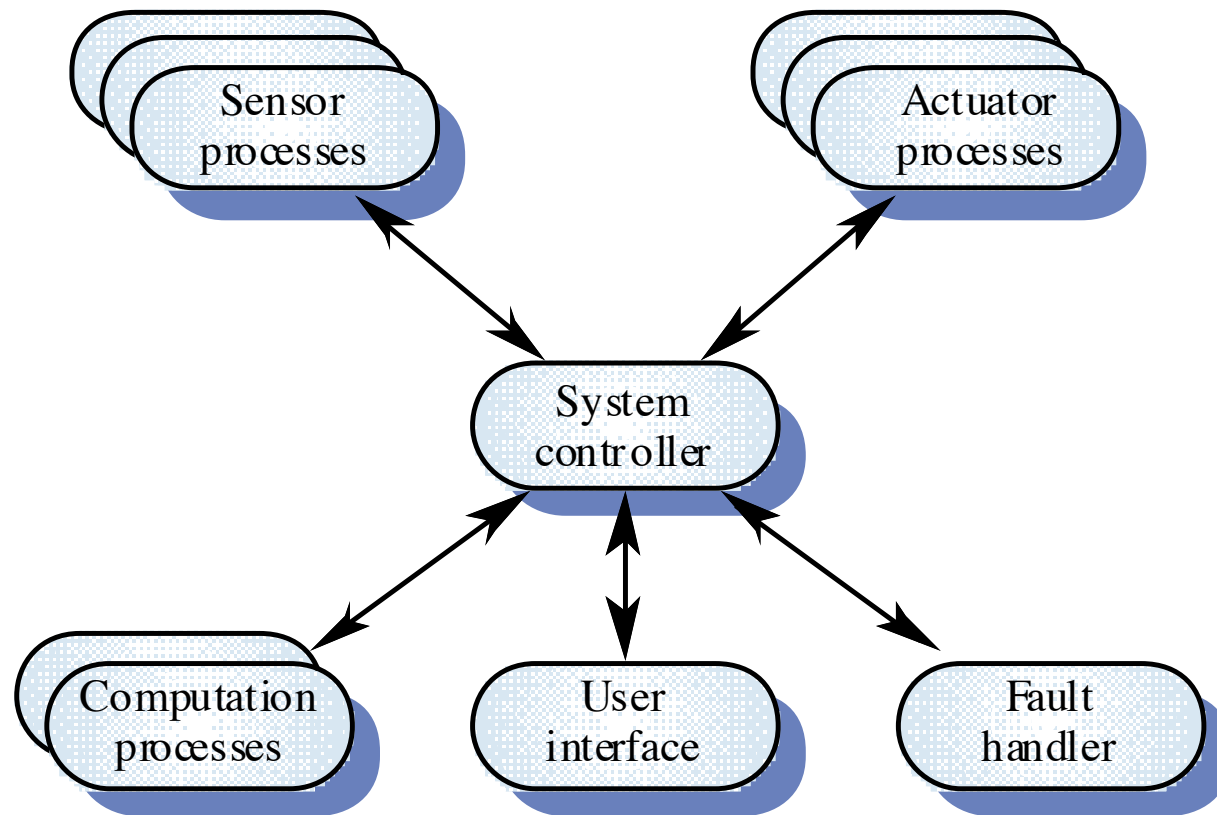 Sensor
processes
Actuator
processes
System
controller
Computation
processes
User
interface
Fault
handler